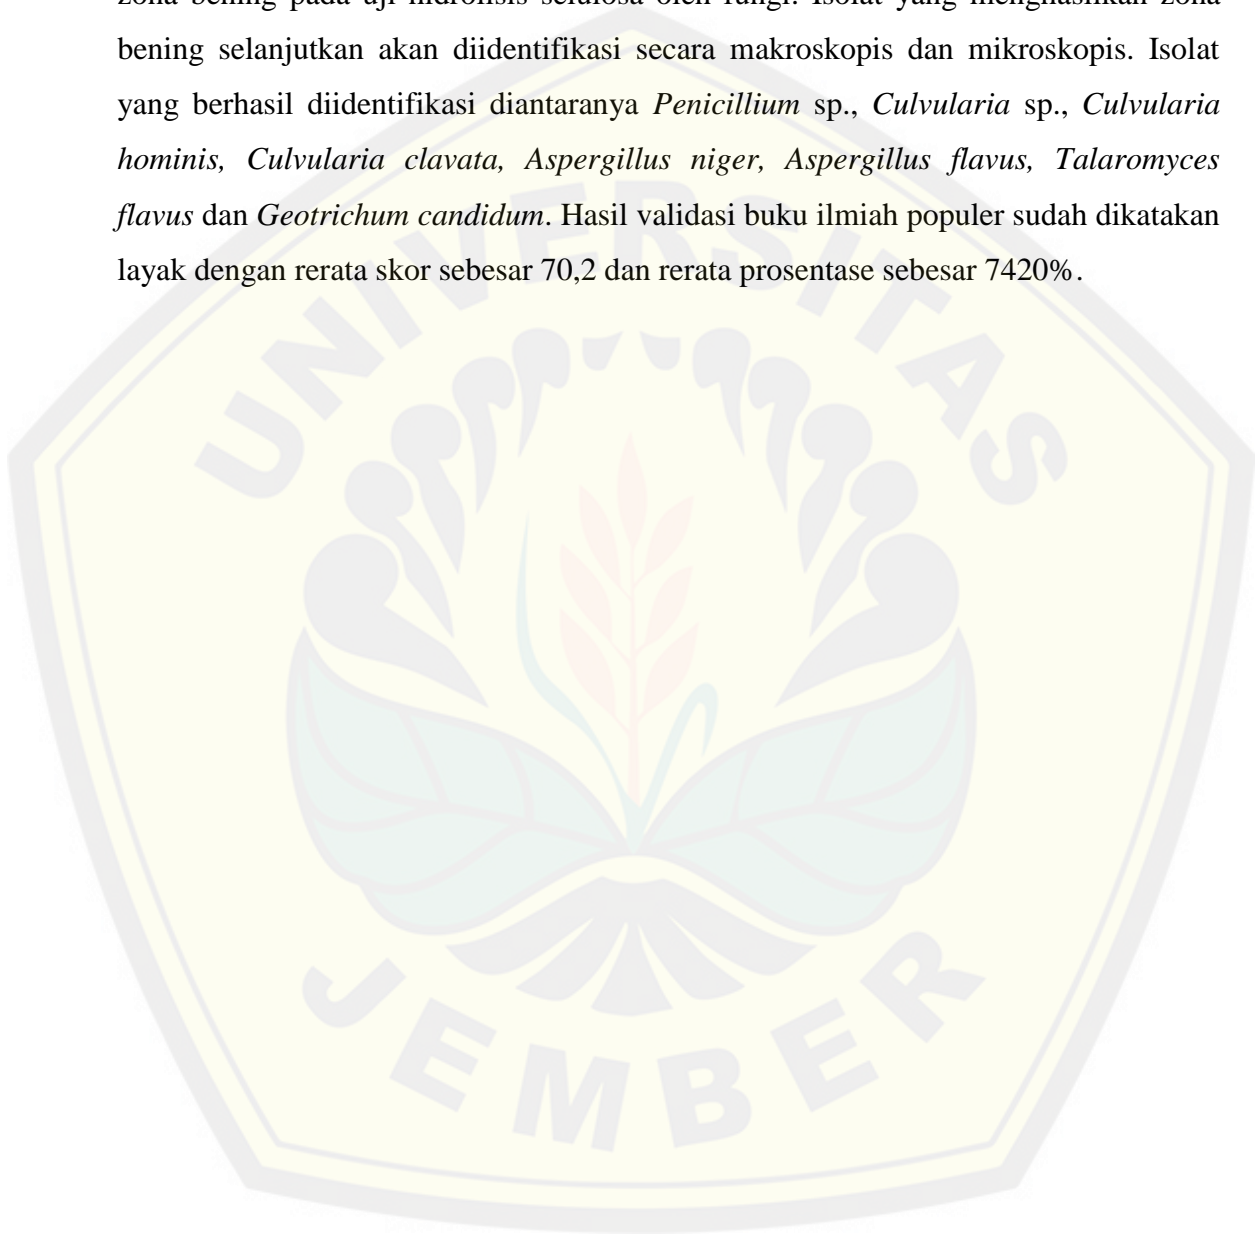 zona bening pada uji hidrolisis selulosa oleh fungi. Isolat yang menghasilkan zona
bening selanjutkan akan diidentifikasi secara makroskopis dan mikroskopis. Isolat
yang berhasil diidentifikasi diantaranya Penicillium sp., Culvularia sp., Culvularia
hominis, Culvularia clavata, Aspergillus niger, Aspergillus flavus, Talaromyces
flavus dan Geotrichum candidum. Hasil validasi buku ilmiah populer sudah dikatakan
layak dengan rerata skor sebesar 70,2 dan rerata prosentase sebesar 7420%.
UNIVERSITAS
JEMBER